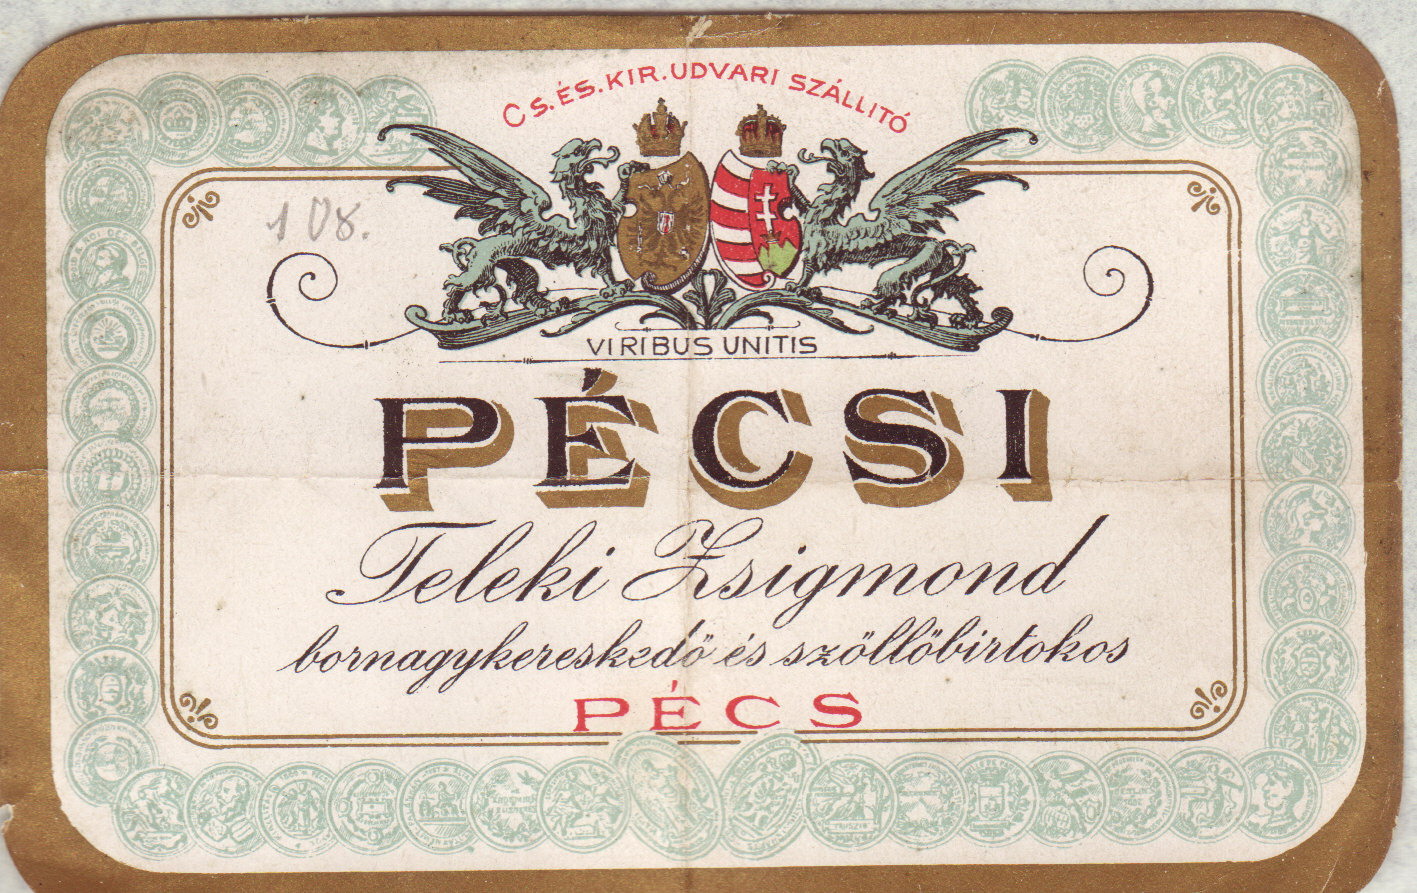 CS. ÉS. KIR. UDVARI SZÁLLITÓ
108.
VIRIBUS UNITIS
PÉCSI
Teleki Zsigmond
bornagykereskedő és szőllőbirtokos
PÉCS